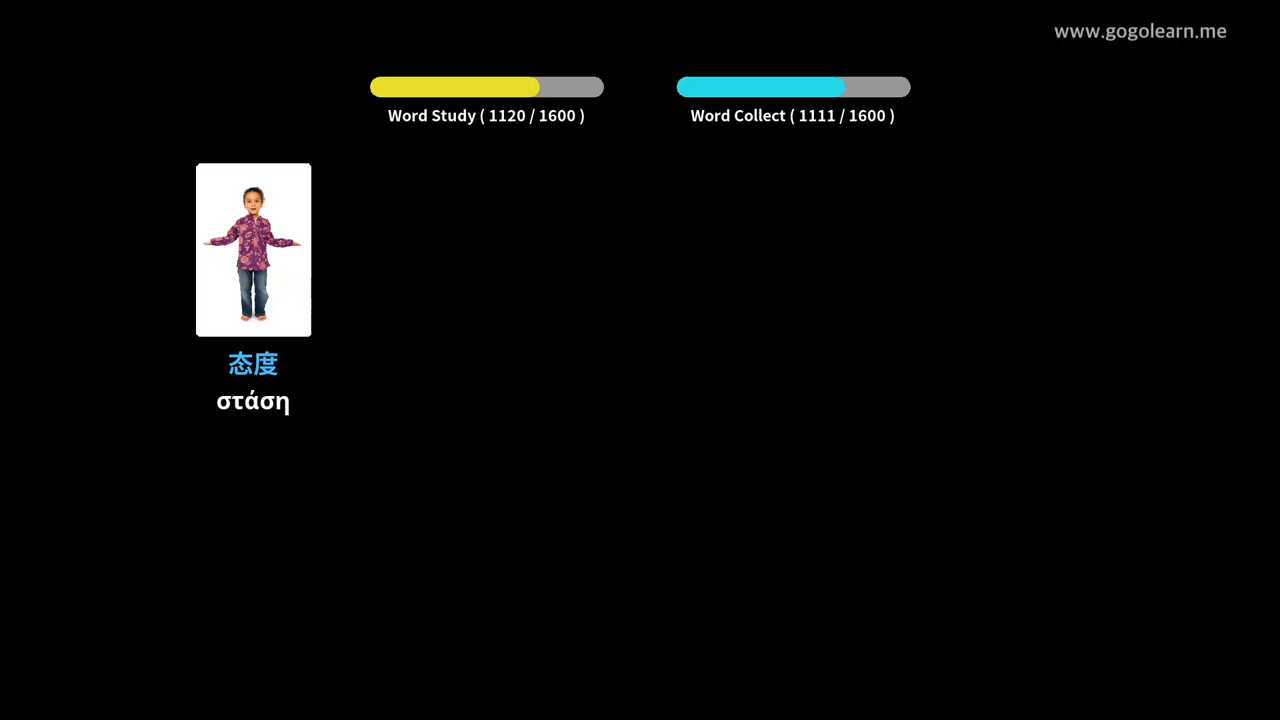 www.gogolearn.me
Word Study ( 1120 / 1600 )
Word Collect ( 1111 / 1600 )
态度
στάση